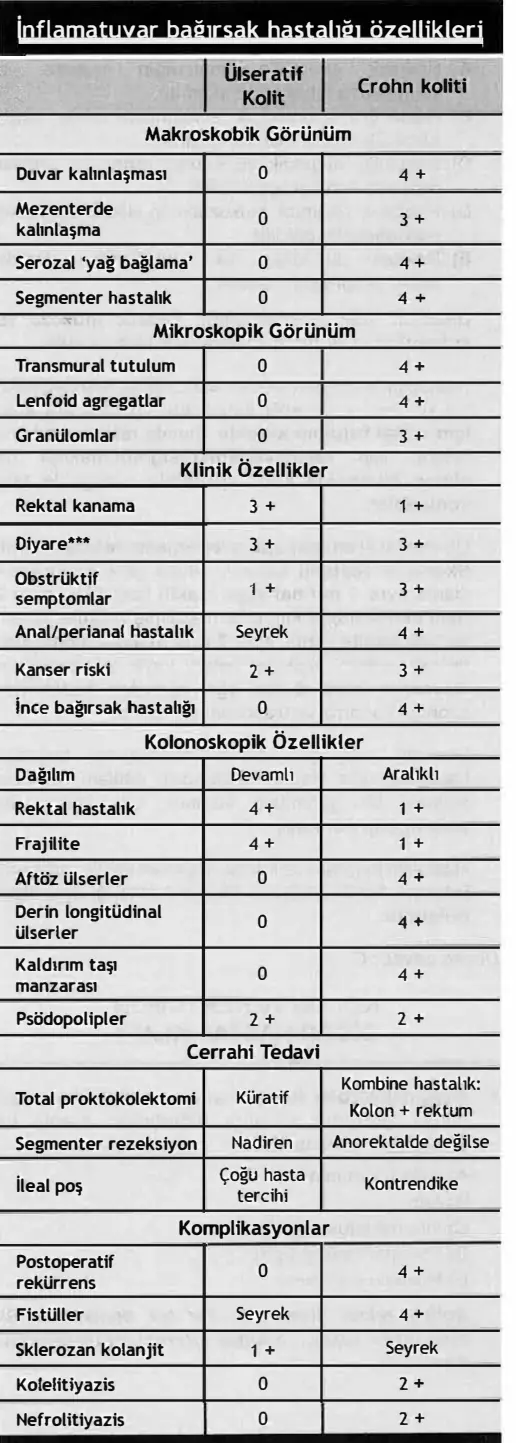 İnflamatuvar bağırsak hastalığı özellikleri
Ülseratif Kolit Crohn koliti
Makroskobik Görünüm
Duvar kalınlaması 0 4 +
Mezenterde kalınlaşma 0 3 +
Serozal ‘yağ bağlama’ 0 4 +
Segmenter hastalık 0 4 +
Mikroskopik Görünüm
Transmural tutulum 0 4 +
Lenfoid agregatlar 0 4 +
Granülomlar 0 3 +
Klinik Özellikler
Rektal kanama 3 + 1 +
Diyare*** 3 + 3 +
Obstrüktif semptomlar 1 + 3 +
Anal/perianal hastalık Seyrek 4 +
Kanser riski 2 + 3 +
İnce bağırsak hastalığı 0 4 +
Kolonoskopik Özellikler
Dağılım Devamlı Aralıklı
Rektal hastalık 4 + 1 +
Frajilite 4 + 1 +
Aftöz ülserler 0 4 +
Derin longitüdinal ülserler 0 4 +
Kaldırım taşı manzarası 0 4 +
Psödopolipler 2 + 2 +
Cerrahi Tedavi
Total proktokolektomi Küratif Kombine hastalık: Kolon + rektum
Segmenter rezeksiyon Nadiren Anorektalde değilse
İleal poş Çoğu hasta tercihi Kontrendike
Komplikasyonlar
Postoperatif rekürrens 0 4 +
Fistüller Seyrek 4 +
Sklerozan kolanjit 1 + Seyrek
Kolelitiyazis 0 2 +
Nefrolitiyazis 0 2 +